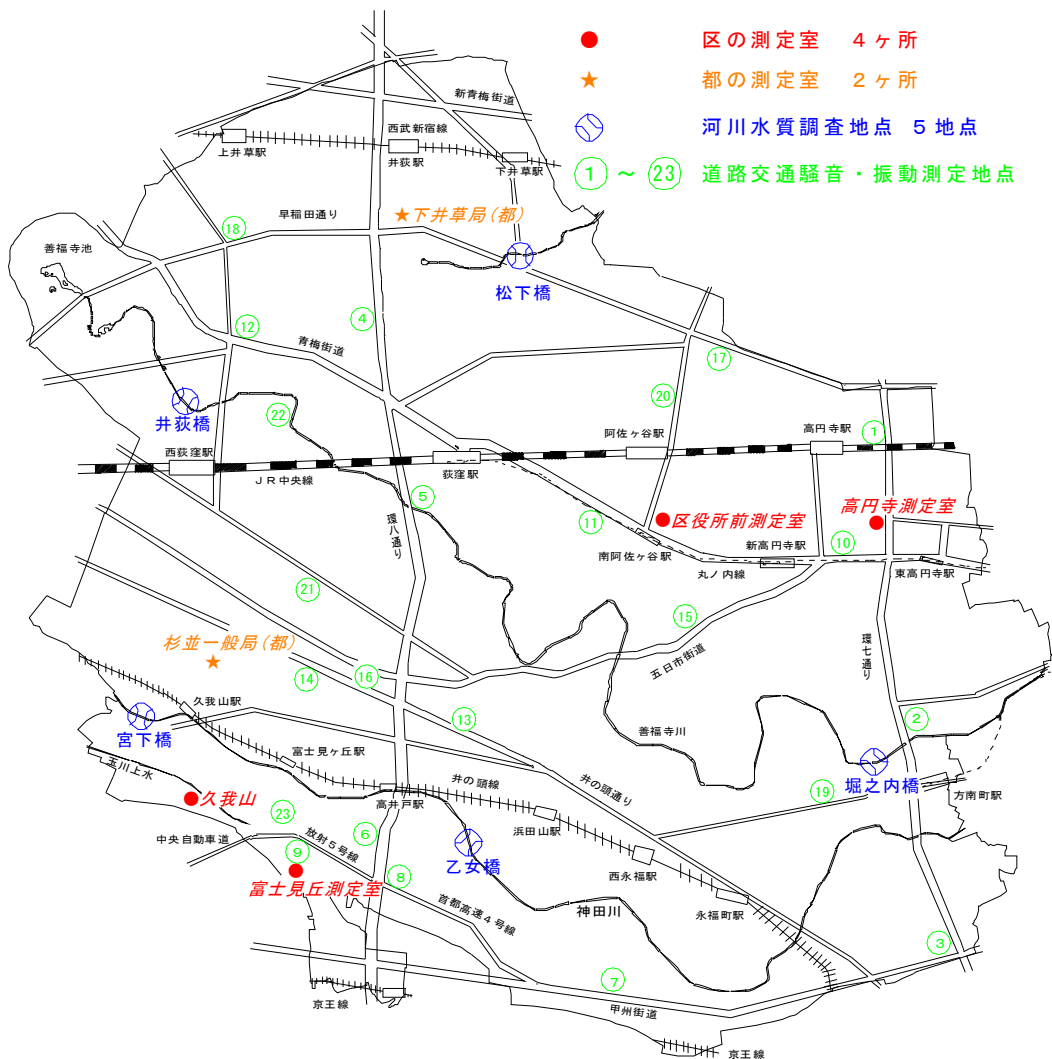 区の測定室 4ヶ所
都の測定室 2ヶ所
河川水質調査地点 5地点
1 ～ 23 道路交通騒音・振動測定地点
新青梅街道
西武新宿線
上井草駅
井荻駅
下井草駅
早稲田通り
18
下井草局(都)
善福寺池
松下橋
12
4
青梅街道
17
20
井荻橋
22
西荻窪駅
阿佐ヶ谷駅
高円寺駅
1
荻窪駅
JR中央線
5
環八通り
11
区役所前測定室
高円寺測定室
南阿佐ヶ谷駅
新高円寺駅
10
丸ノ内線
東高円寺駅
21
15
五日市街道
環七通り
杉並一般局(都)
14
16
久我山駅
13
2
宮下橋
富士見ヶ丘駅
善福寺川
玉川上水
井の頭線
井の頭通り
堀之内橋
久我山
高井戸駅
19
方南町駅
23
浜田山駅
中央自動車道
放射5号線
6
9
乙女橋
西永福駅
富士見丘測定室
8
首都高速4号線
神田川
永福町駅
3
7
甲州街道
京王線
京王線